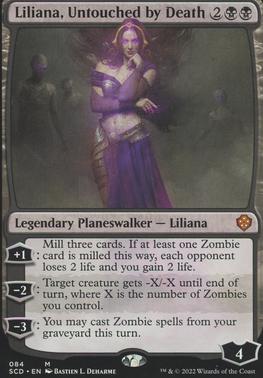 Liliana, Untouched by Death 2
Legendary Planeswalker — Liliana
+1: Mill three cards. If at least one Zombie
card is milled this way, each opponent
loses 2 life and you gain 2 life.
-2: Target creature gets -X/-X until end of
turn, where X is the number of Zombies
you control.
-3: You may cast Zombie spells from your
graveyard this turn.
4
084 M
SCD • EN Bastien L. Deharme
™ & © 2022 Wizards of the Coast